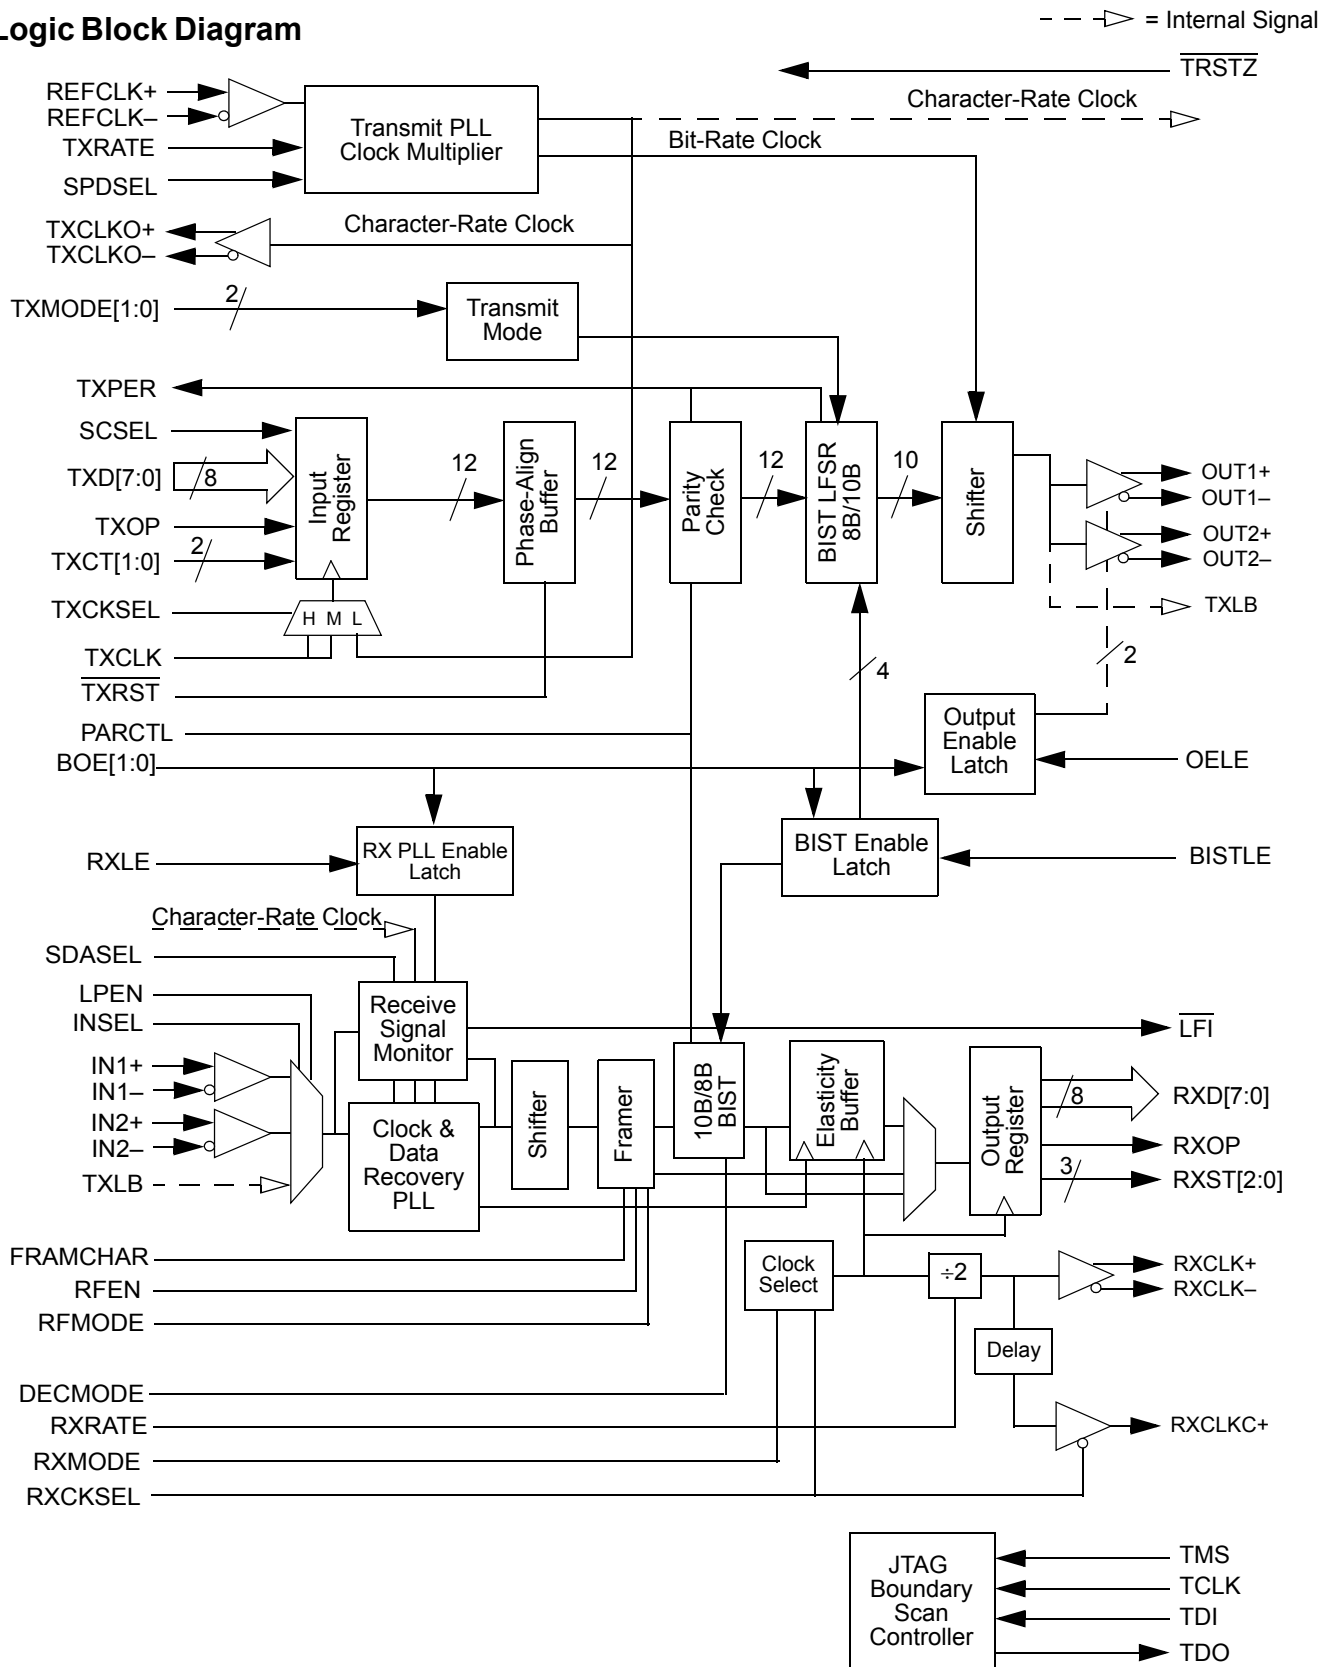 = Internal Signal
Logic Block Diagram
TRSTZ
REFCLK+
REFCLK–
TXRATE
SPDSEL
Transmit PLL
Clock Multiplier
Character-Rate Clock
Bit-Rate Clock
TXCLKO+
TXCLKO–
Character-Rate Clock
TXMODE[1:0]
2
Transmit
Mode
TXPER
SCSEL
TXD[7:0]
8
TXOP
TXCT[1:0]
2
Input
Register
12
Phase-Align
Buffer
12
Parity
Check
12
BIST LFSR
8B/10B
10
Shifter
OUT1+
OUT1–
OUT2+
OUT2–
TXLB
TXCKSEL
H M L
TXCLK
TXRST
4
2
PARCTL
BOE[1:0]
Output
Enable
Latch
OELE
RXLE
RX PLL Enable
Latch
BIST Enable
Latch
BISTLE
Character-Rate Clock
SDASEL
LPEN
INSEL
Receive
Signal
Monitor
LFI
IN1+
IN1–
IN2+
IN2–
TXLB
Clock &
Data
Recovery
PLL
Shifter
Framer
10B/8B
BIST
Elasticity
Buffer
Output
Register
8
RXD[7:0]
RXOP
3
RXST[2:0]
FRAMCHAR
RFEN
RFMODE
Clock
Select
÷2
RXCLK+
RXCLK–
Delay
DECMODE
RXRATE
RXCLKC+
RXMODE
RXCKSEL
JTAG
Boundary
Scan
Controller
TMS
TCLK
TDI
TDO